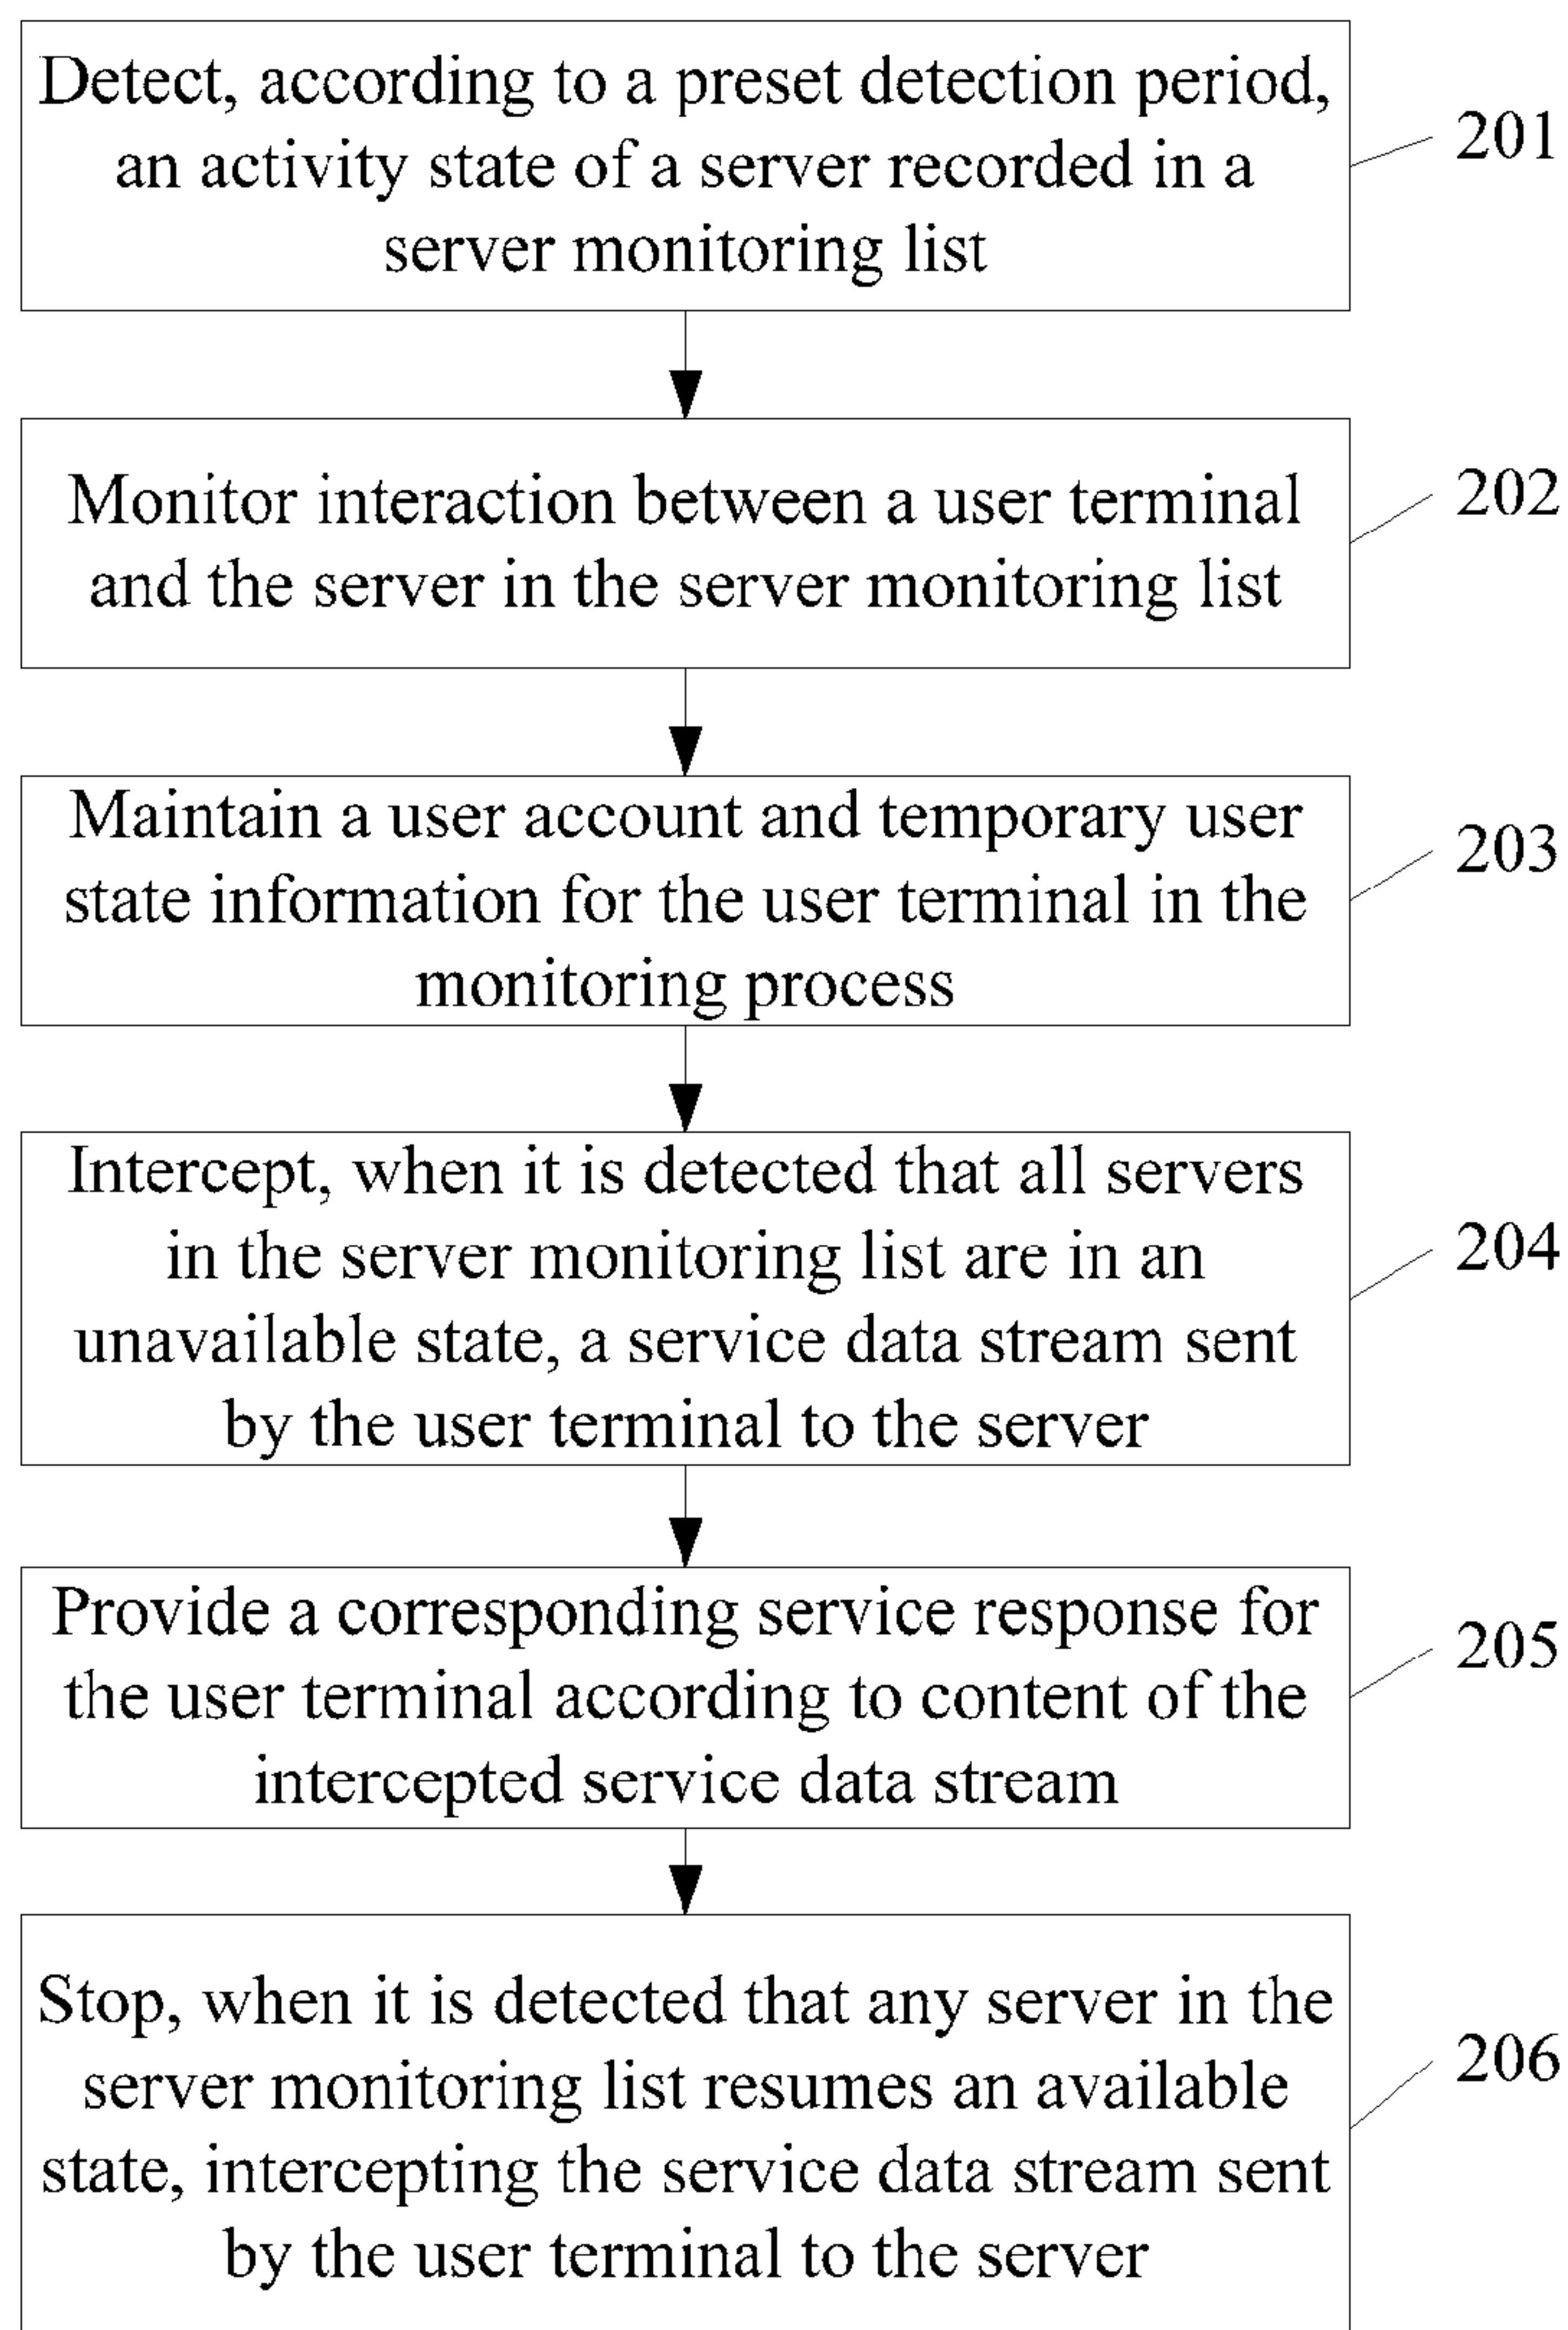 Detect, according to a preset detection period,
an activity state of a server recorded in a
server monitoring list
201
Monitor interaction between a user terminal
and the server in the server monitoring list
202
Maintain a user account and temporary user
state information for the user terminal in the
monitoring process
203
Intercept, when it is detected that all servers
in the server monitoring list are in an
unavailable state, a service data stream sent
by the user terminal to the server
204
Provide a corresponding service response for
the user terminal according to content of the
intercepted service data stream
205
Stop, when it is detected that any server in the
server monitoring list resumes an available
state, intercepting the service data stream sent
by the user terminal to the server
206